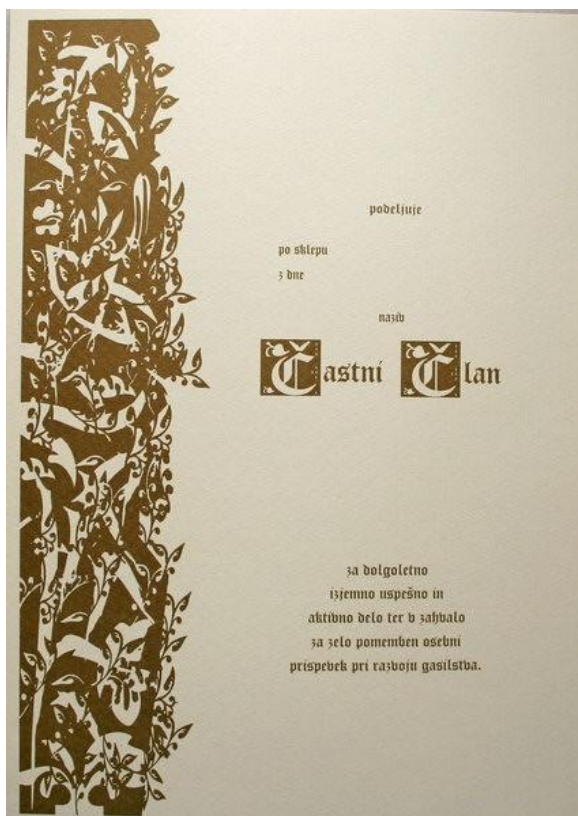 podeljuje
po sklepu
z dne
naziv
Častni Član
za dolgoletno
izjemno uspešno in
aktivno delo ter v zahvalo
za zelo pomemben osebni
prispevek pri razvoju gasilstva.